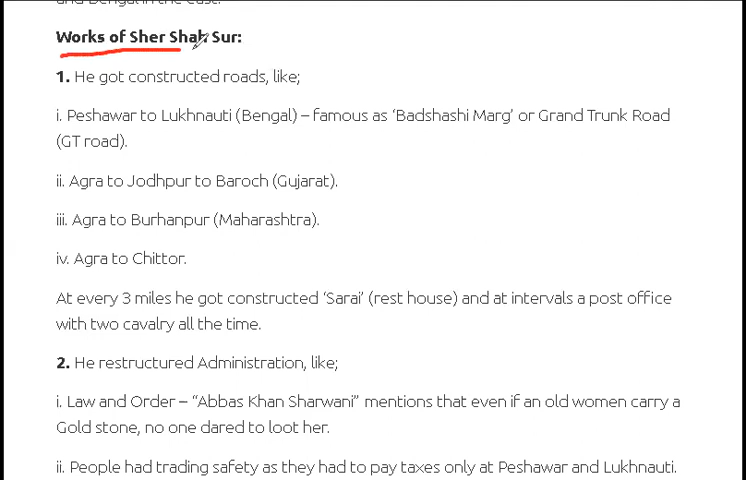 and Bengal in the East.
Works of Sher Shah Sur:
1. He got constructed roads, like;
i. Peshawar to Lukhnauti (Bengal) – famous as ‘Badshashi Marg’ or Grand Trunk Road
(GT road).
ii. Agra to Jodhpur to Baroch (Gujarat).
iii. Agra to Burhanpur (Maharashtra).
iv. Agra to Chittor.
At every 3 miles he got constructed ‘Sarai’ (rest house) and at intervals a post office
with two cavalry all the time.
2. He restructured Administration, like;
i. Law and Order – “Abbas Khan Sharwani” mentions that even if an old women carry a
Gold stone, no one dared to loot her.
ii. People had trading safety as they had to pay taxes only at Peshawar and Lukhnauti.